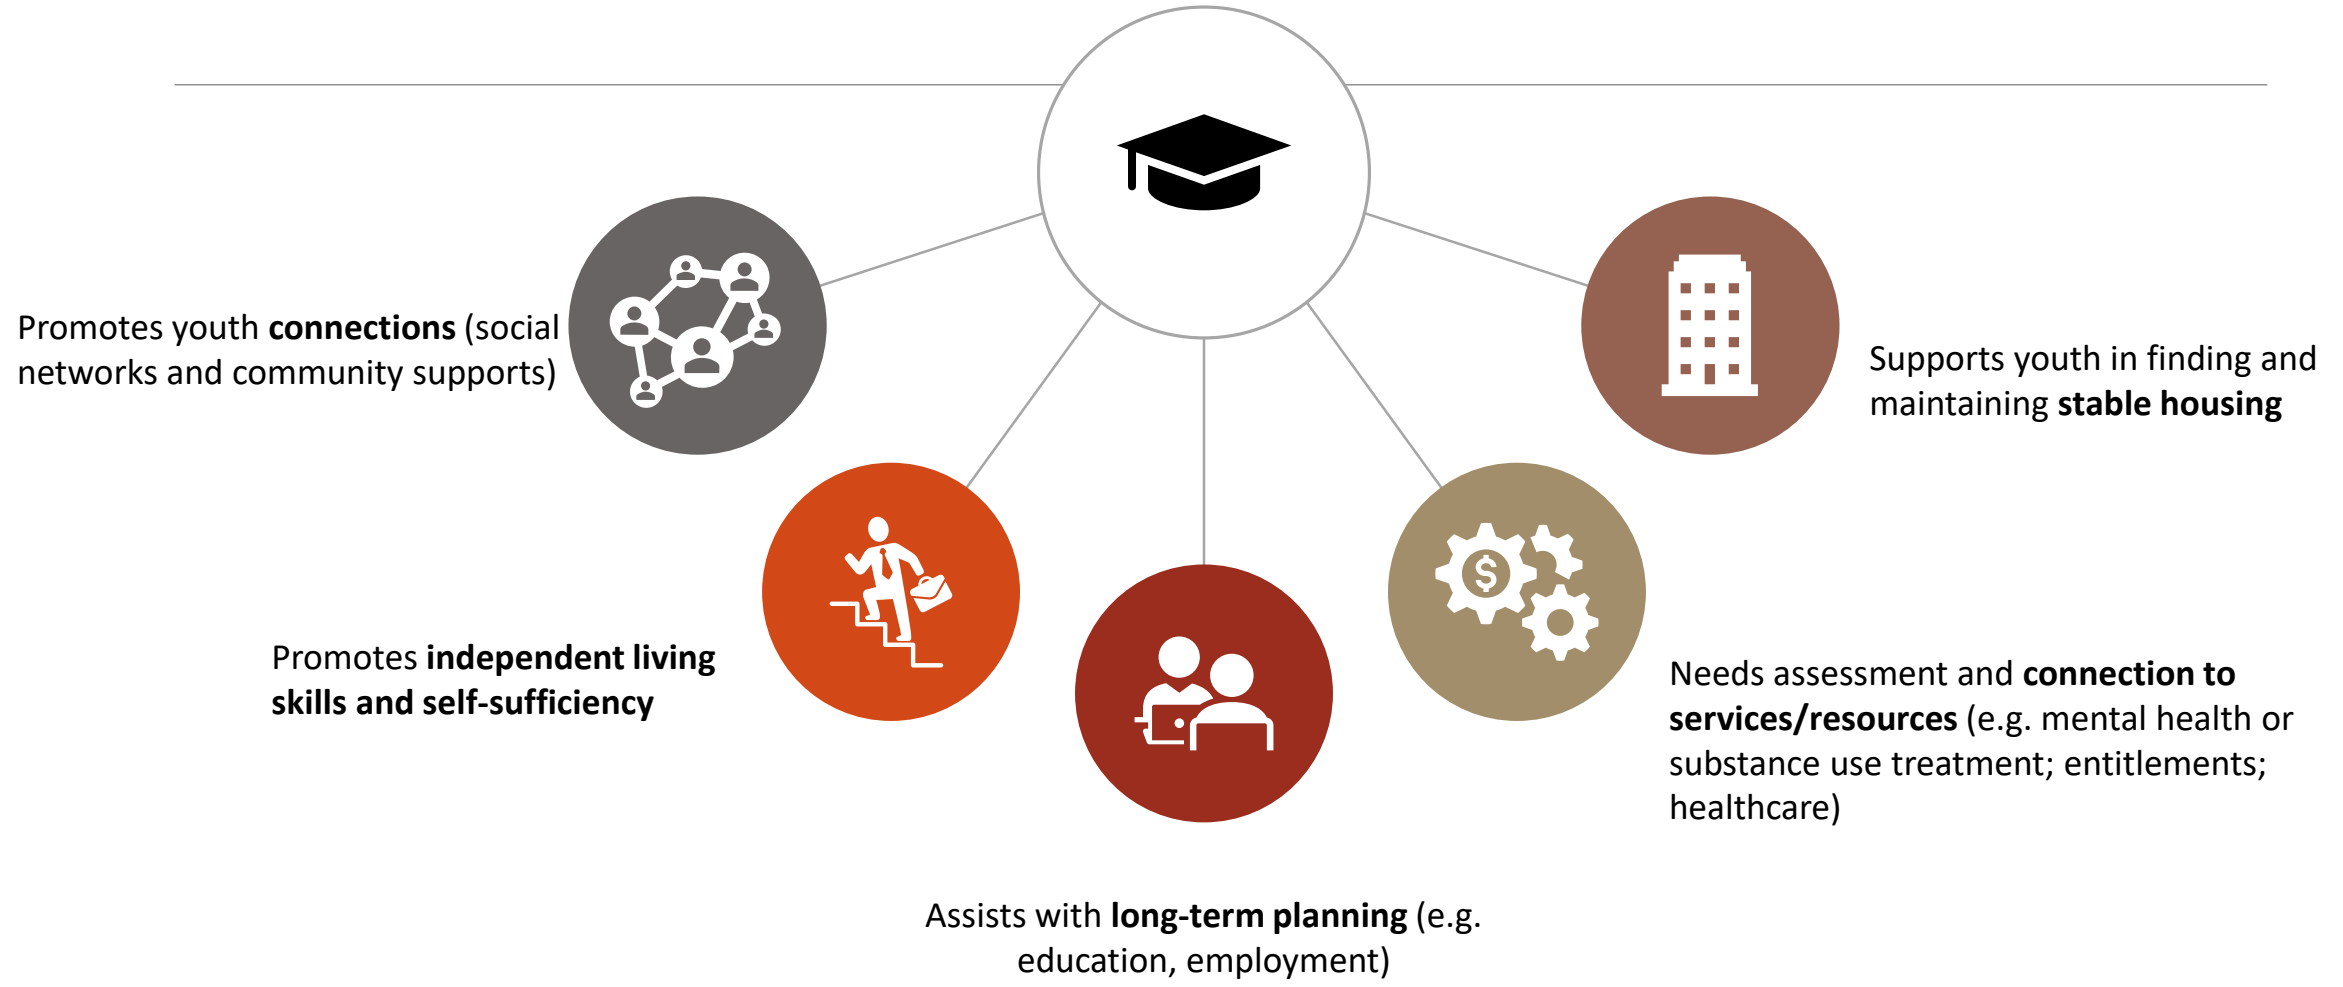 Promotes youth connections (social
networks and community supports)
Promotes independent living
skills and self-sufficiency
Assists with long-term planning (e.g.
education, employment)
Needs assessment and connection to
services/resources (e.g. mental health or
substance use treatment; entitlements;
healthcare)
Supports youth in finding and
maintaining stable housing
$